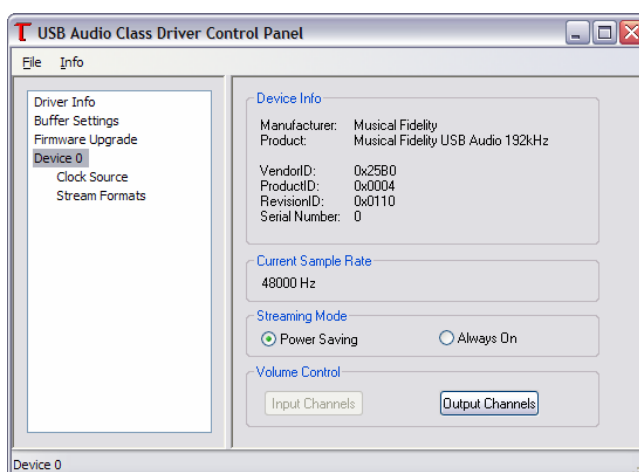 USB Audio Class Driver Control Panel
File Info
Driver Info
Buffer Settings
Firmware Upgrade
Device 0
Clock Source
Stream Formats
Device Info
Manufacturer: Musical Fidelity
Product: Musical Fidelity USB Audio 192kHz
VendorID: 0x25B0
ProductID: 0x0004
RevisionID: 0x0110
Serial Number: 0
Current Sample Rate
48000 Hz
Streaming Mode
Power Saving Always On
Volume Control
Input Channels Output Channels
Device 0